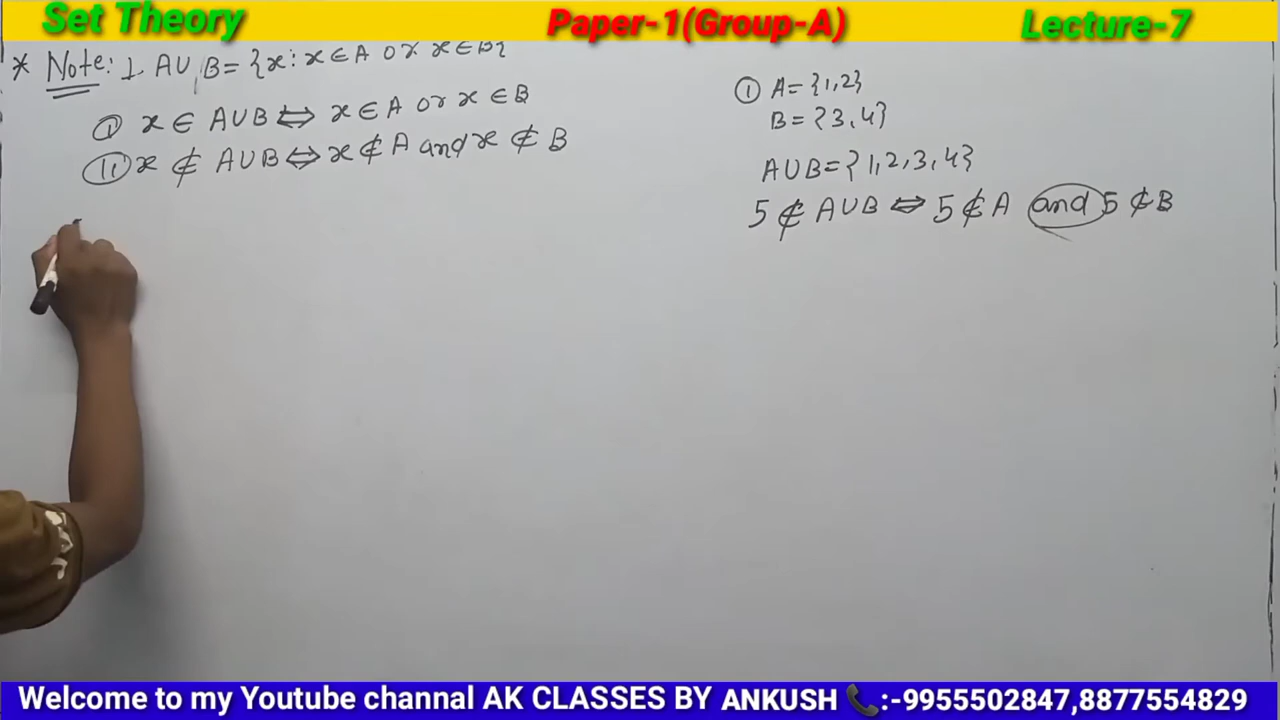 Set Theory Paper-1(Group-A) Lecture-7
* Note: 1. AUB = {x : x ∈ A or x ∈ B}
(i) x ∈ AUB ⇔ x ∈ A or x ∈ B
(ii) x ∉ AUB ⇔ x ∉ A and x ∉ B
(1) A = {1,2}
B = {3,4}
AUB = {1,2,3,4}
5 ∉ AUB ⇔ 5 ∉ A and 5 ∉ B
Welcome to my Youtube channal AK CLASSES BY ANKUSH 📞:-9955502847,8877554829